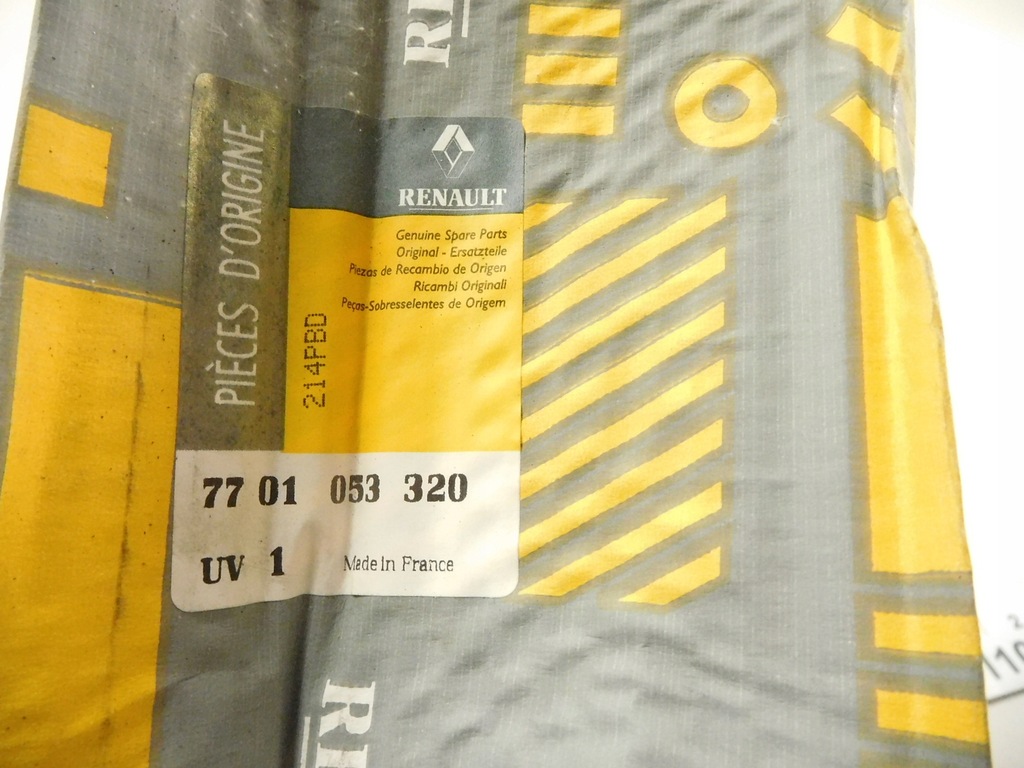 RENAULT
PIÈCES D'ORIGINE
Genuine Spare Parts
Original - Ersatzteile
Piezas de Recambio de Origen
Ricambi Originali
Peças-Sobresselentes de Origem
214PBD
77 01 053 320
UV 1 Made in France